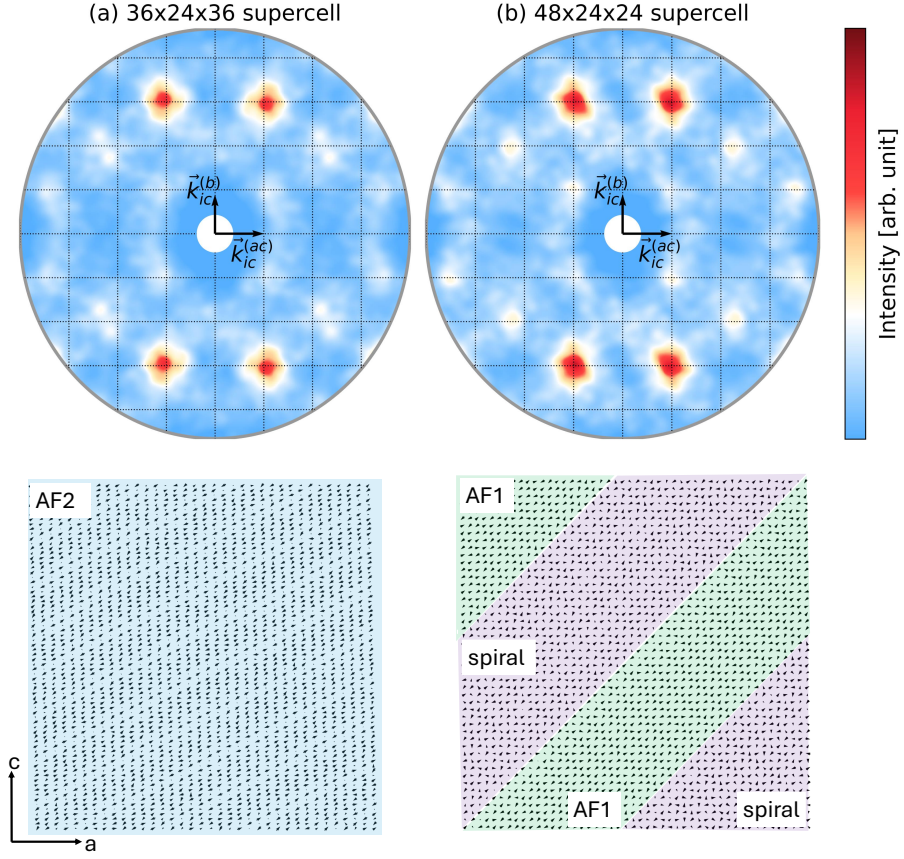 (a) 36x24x36 supercell
(b) 48x24x24 supercell
k⃗ic(b)
k⃗ic(ac)
k⃗ic(b)
k⃗ic(ac)
Intensity [arb. unit]
AF2
AF1
spiral
AF1
spiral
c
a